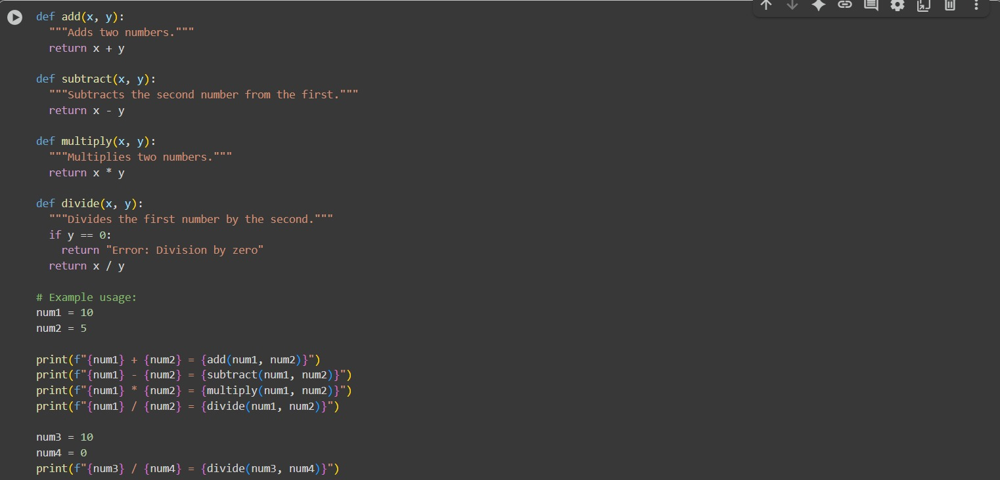 def add(x, y):
  """Adds two numbers."""
  return x + y

def subtract(x, y):
  """Subtracts the second number from the first."""
  return x - y

def multiply(x, y):
  """Multiplies two numbers."""
  return x * y

def divide(x, y):
  """Divides the first number by the second."""
  if y == 0:
    return "Error: Division by zero"
  return x / y

# Example usage:
num1 = 10
num2 = 5

print(f"{num1} + {num2} = {add(num1, num2)}")
print(f"{num1} - {num2} = {subtract(num1, num2)}")
print(f"{num1} * {num2} = {multiply(num1, num2)}")
print(f"{num1} / {num2} = {divide(num1, num2)}")

num3 = 10
num4 = 0
print(f"{num3} / {num4} = {divide(num3, num4)}")